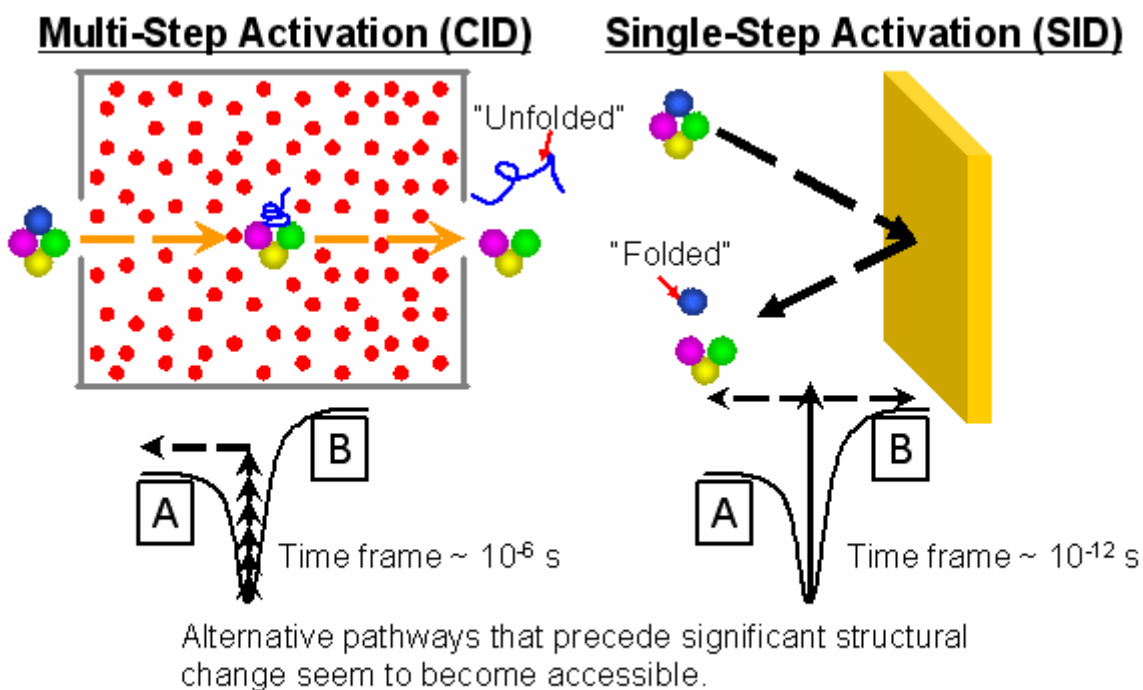 Multi-Step Activation (CID)
Single-Step Activation (SID)
"Unfolded"
"Folded"
A
B
Time frame ~ 10⁻⁶ s
A
B
Time frame ~ 10⁻¹² s
Alternative pathways that precede significant structural
change seem to become accessible.